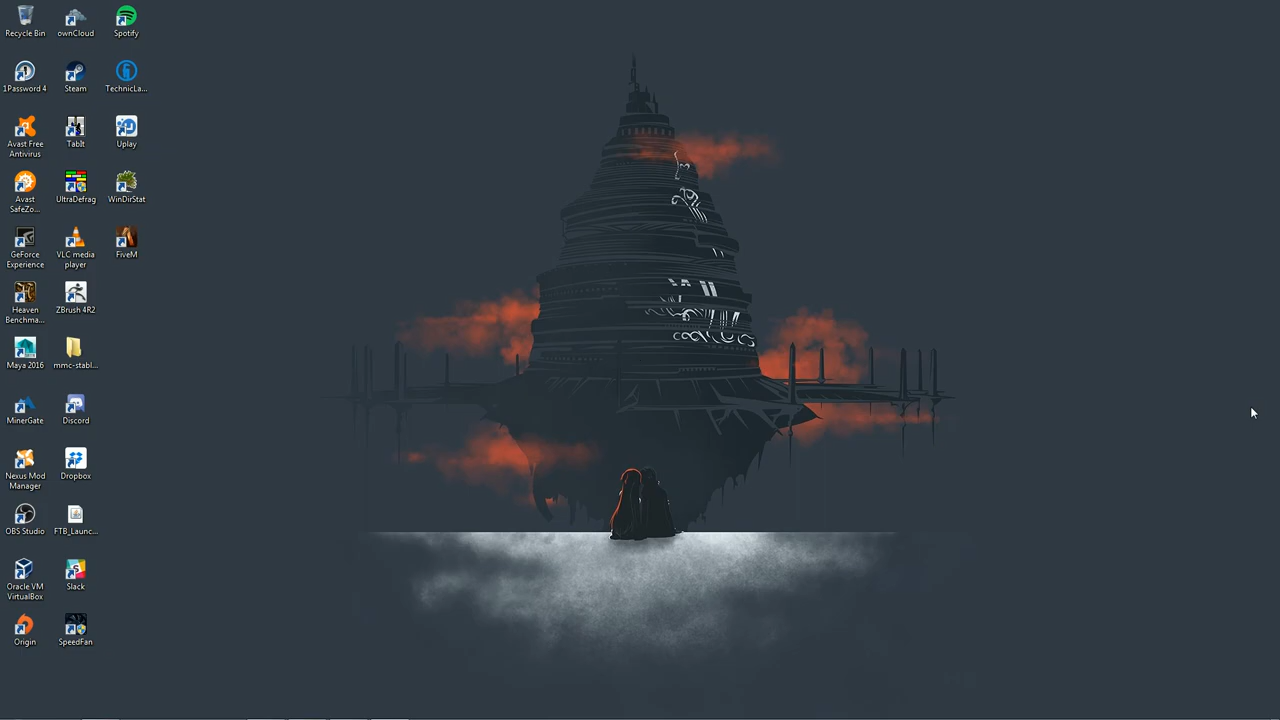 Recycle Bin
ownCloud
Spotify
1Password 4
Steam
TechnicLa...
Avast Free
Antivirus
TabIt
Uplay
Avast
SafeZo...
UltraDefrag
WinDirStat
GeForce
Experience
VLC media
player
FiveM
Heaven
Benchma...
ZBrush 4R2
Maya 2016
mmc-stabl...
MinerGate
Discord
Nexus Mod
Manager
Dropbox
OBS Studio
FTB_Launc...
Oracle VM
VirtualBox
Slack
Origin
SpeedFan